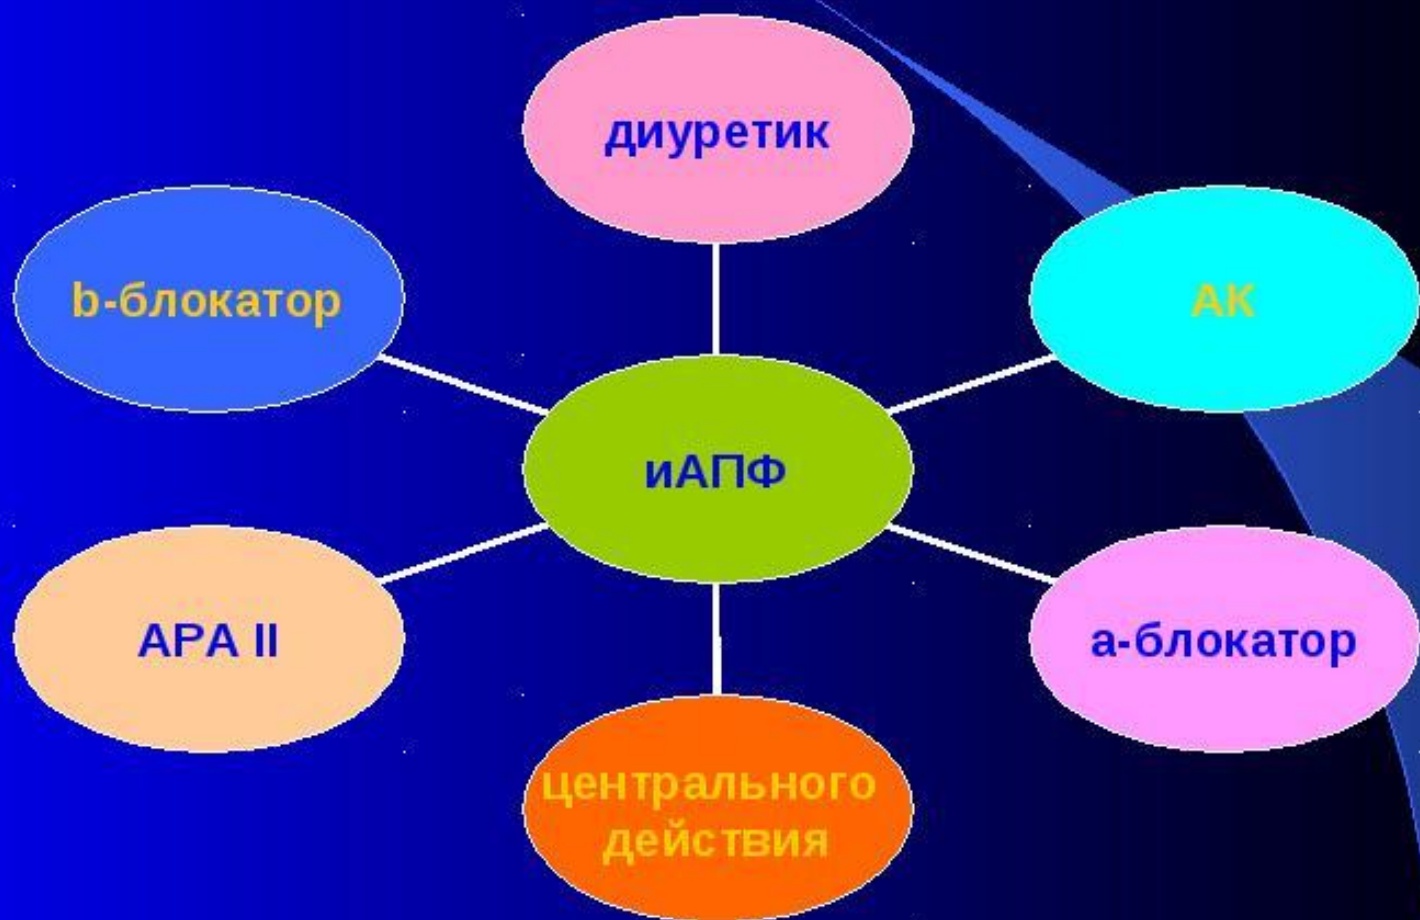 диуретик
b-блокатор
АК
иАПФ
АРА II
а-блокатор
центрального
действия